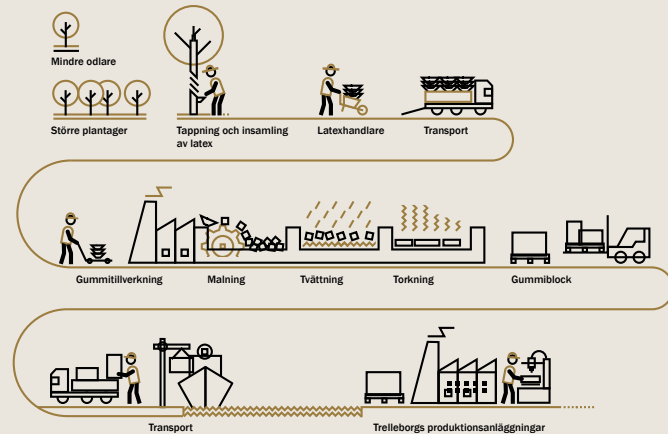 Mindre odlare
Större plantager
Tappning och insamling
av latex
Latexhandlare
Transport
Gummitillverkning
Malning
Tvättning
Torkning
Gummiblock
Transport
Trelleborgs produktionsanläggningar